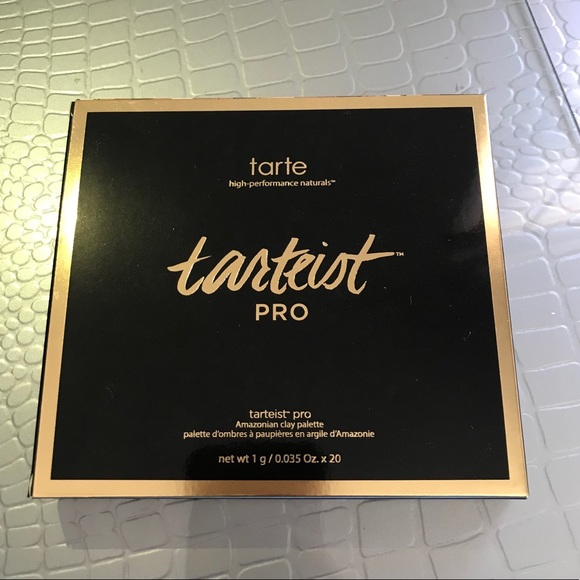 tarte
high-performance naturals™
tarteist™
PRO
tarteist™ pro
Amazonian clay palette
palette d'ombres à paupières en argile d'Amazonie
net wt 1 g / 0.035 Oz. x 20